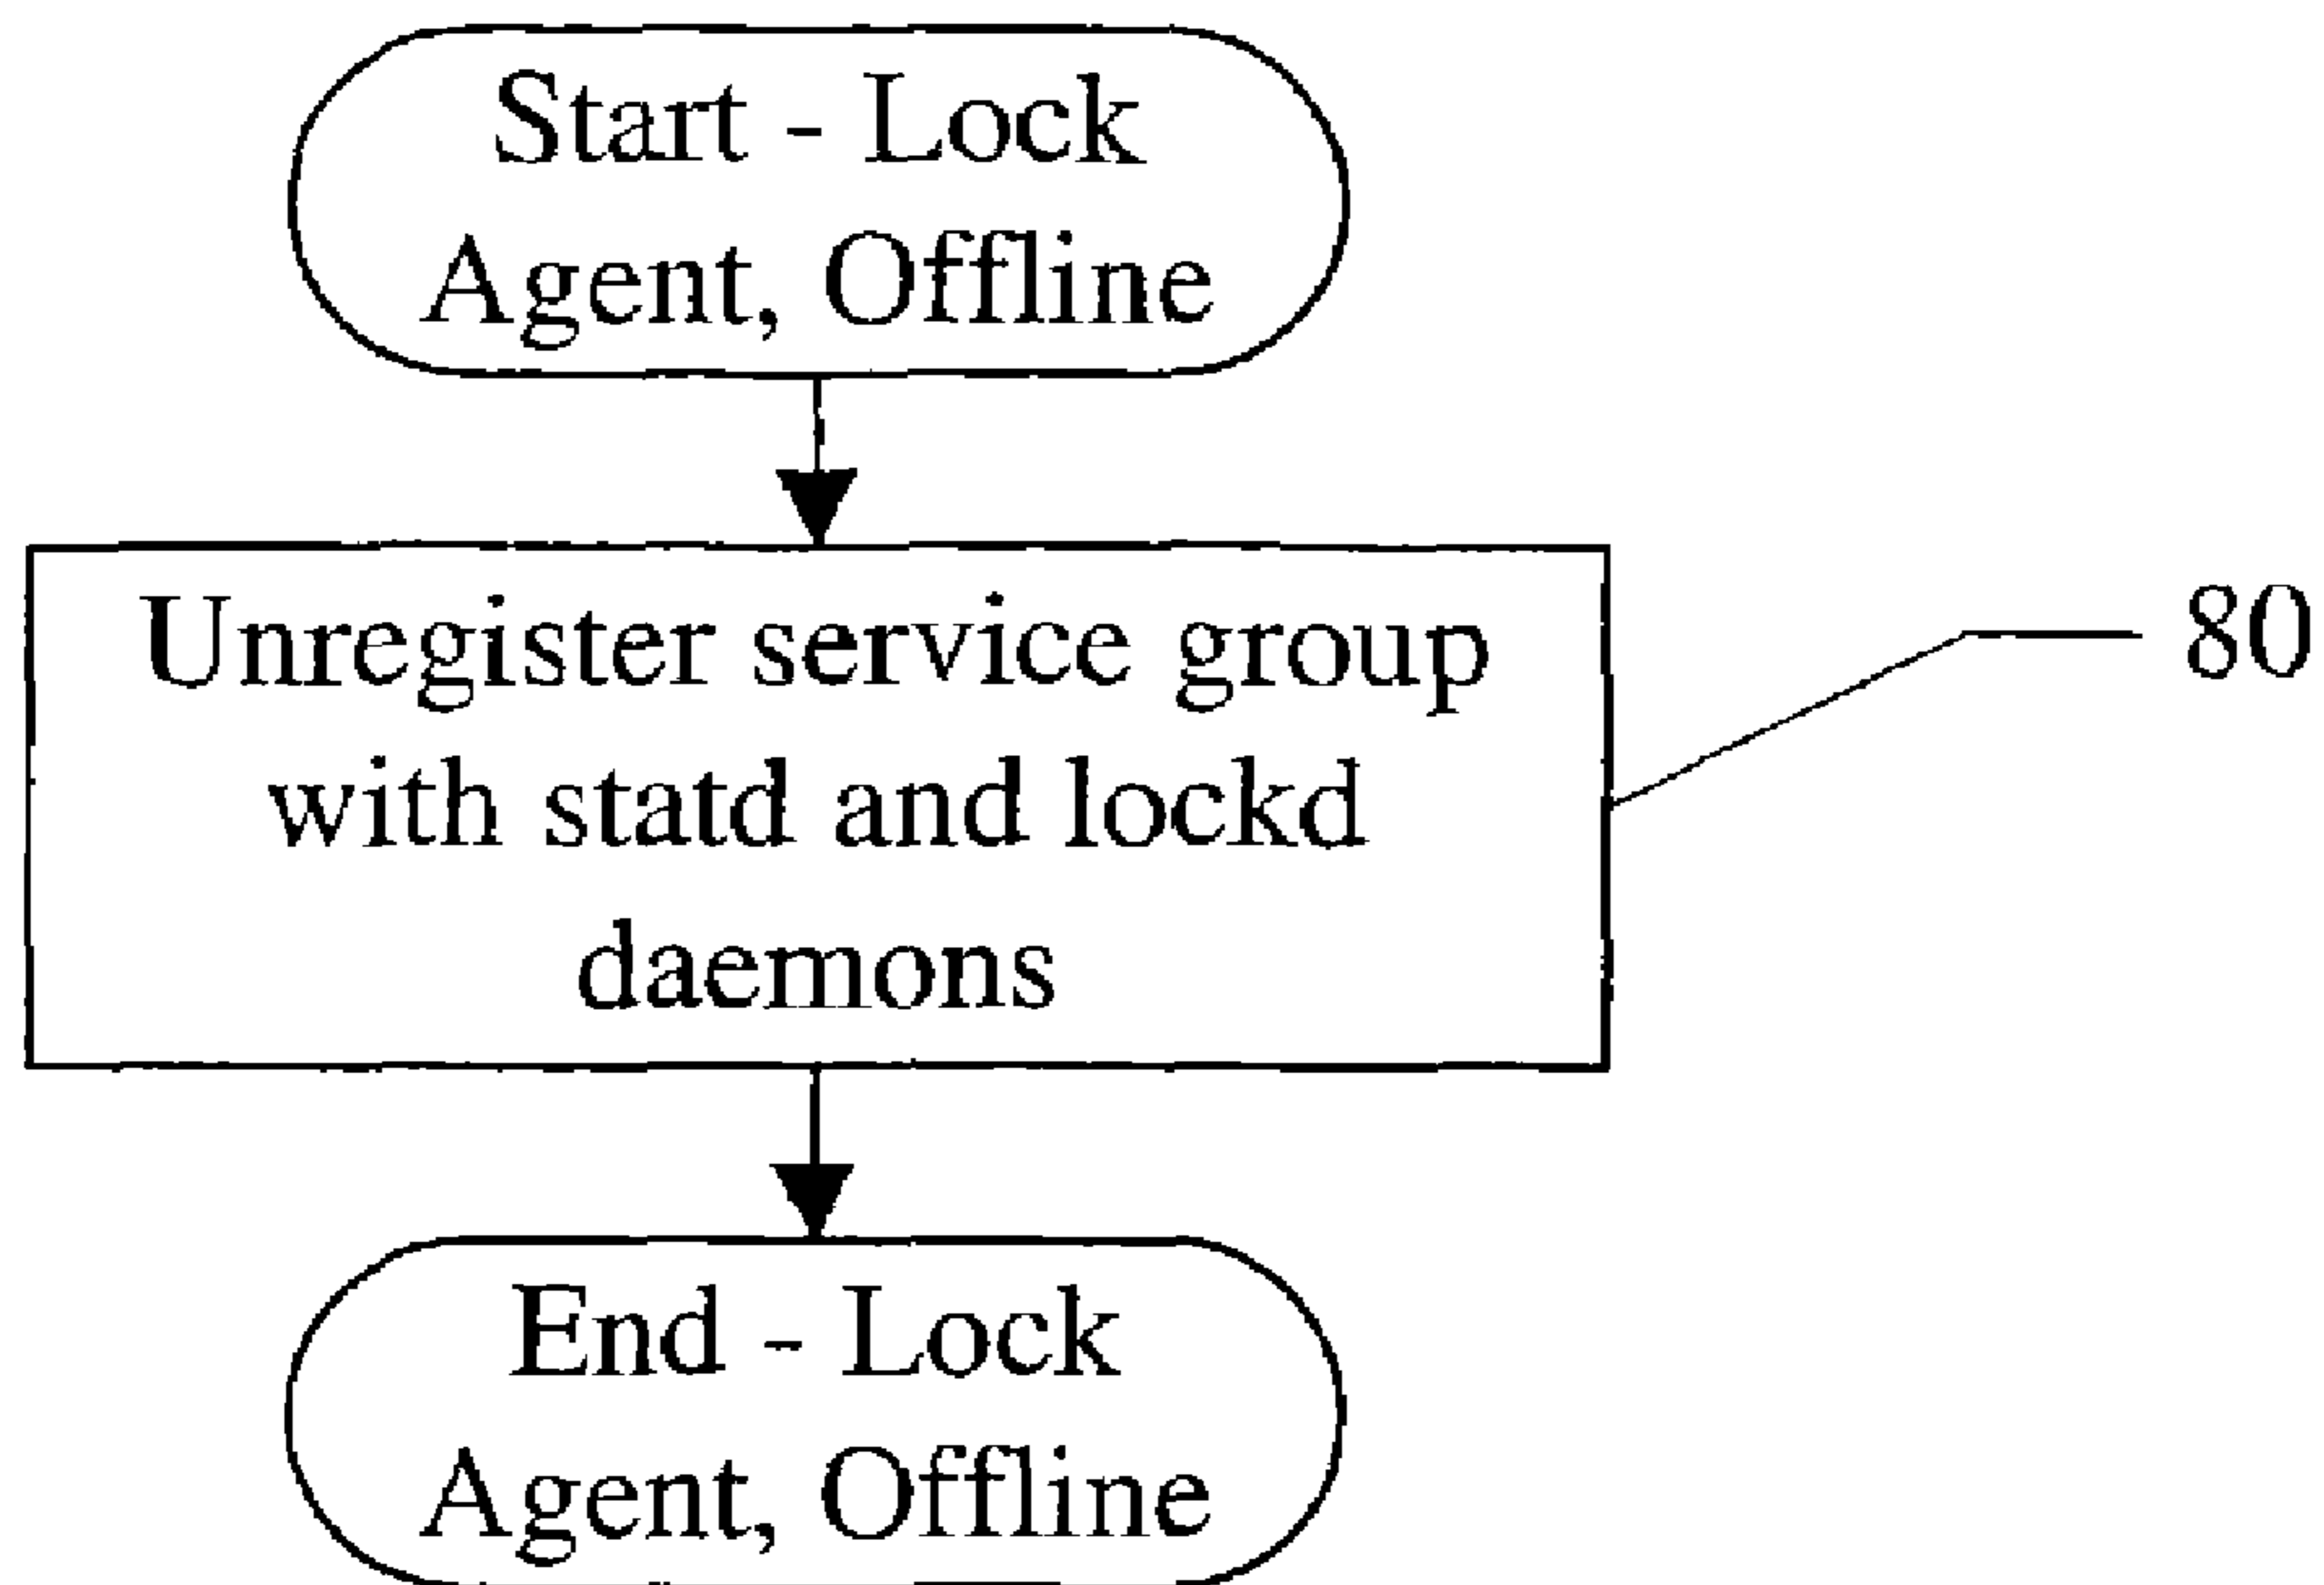 Start - Lock
Agent, Offline
Unregister service group
with statd and lockd
daemons
80
End - Lock
Agent, Offline